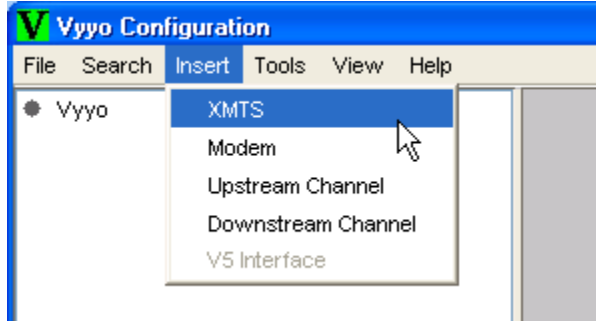 V Vyyo Configuration
File Search Insert Tools View Help
Vyyo
XMTS
Modem
Upstream Channel
Downstream Channel
V5 Interface